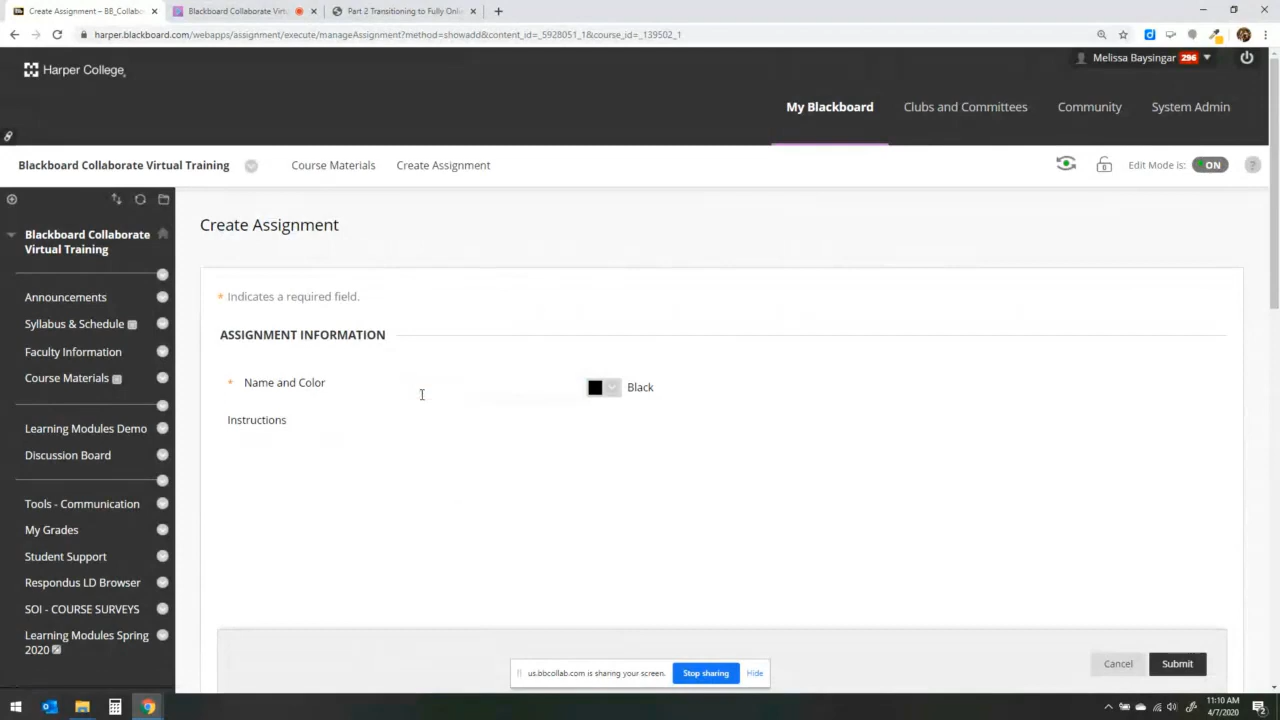 Create Assignment – BB_Collabo
Blackboard Collaborate Virtu
Part 2 Transitioning to Fully Onli
harper.blackboard.com/webapps/assignment/execute/manageAssignment?method=showadd&content_id=_5928051_1&course_id=_139502_1
Harper College
Melissa Baysingar 296
My Blackboard Clubs and Committees Community System Admin
Blackboard Collaborate Virtual Training Course Materials Create Assignment Edit Mode is: ON ?
Blackboard Collaborate
Virtual Training
Announcements
Syllabus & Schedule
Faculty Information
Course Materials
Learning Modules Demo
Discussion Board
Tools - Communication
My Grades
Student Support
Respondus LD Browser
SOI - COURSE SURVEYS
Learning Modules Spring
2020
Create Assignment
* Indicates a required field.
ASSIGNMENT INFORMATION
* Name and Color Black
Instructions
Cancel Submit
us.bbcollab.com is sharing your screen. Stop sharing Hide
11:10 AM
4/7/2020
2